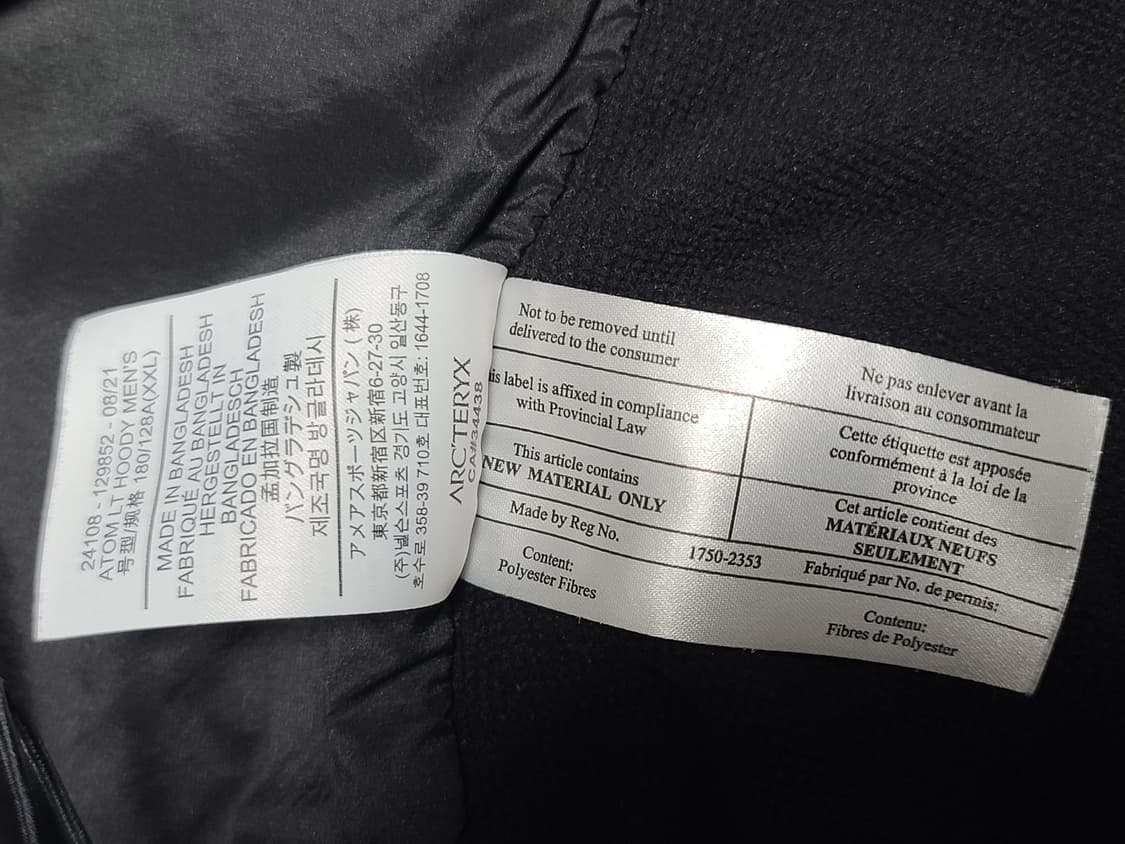 24108 - 129852 - 08/21
ATOM LT HOODY MEN'S
号型/规格 180/128A(XXL)
MADE IN BANGLADESH
FABRIQUÉ AU BANGLADESH
HERGESTELLT IN
BANGLADESCH
FABRICADO EN BANGLADESH
孟加拉国制造
バングラデシュ製
제조국명 방글라데시
アメアスポーツジャパン (株)
東京都新宿区新宿6-27-30
(주)넬슨스포츠 경기도 고양시 일산동구
호수로 358-39 710호 대표번호: 1644-1708
ARC'TERYX
CA#34438
Not to be removed until
delivered to the consumer
Ne pas enlever avant la
livraison au consommateur
is label is affixed in compliance
with Provincial Law
Cette étiquette est apposée
conformément à la loi de la
province
This article contains
NEW MATERIAL ONLY
Cet article contient des
MATÉRIAUX NEUFS
SEULEMENT
Made by Reg No.
1750-2353
Fabriqué par No. de permis:
Content:
Polyester Fibres
Contenu:
Fibres de Polyester